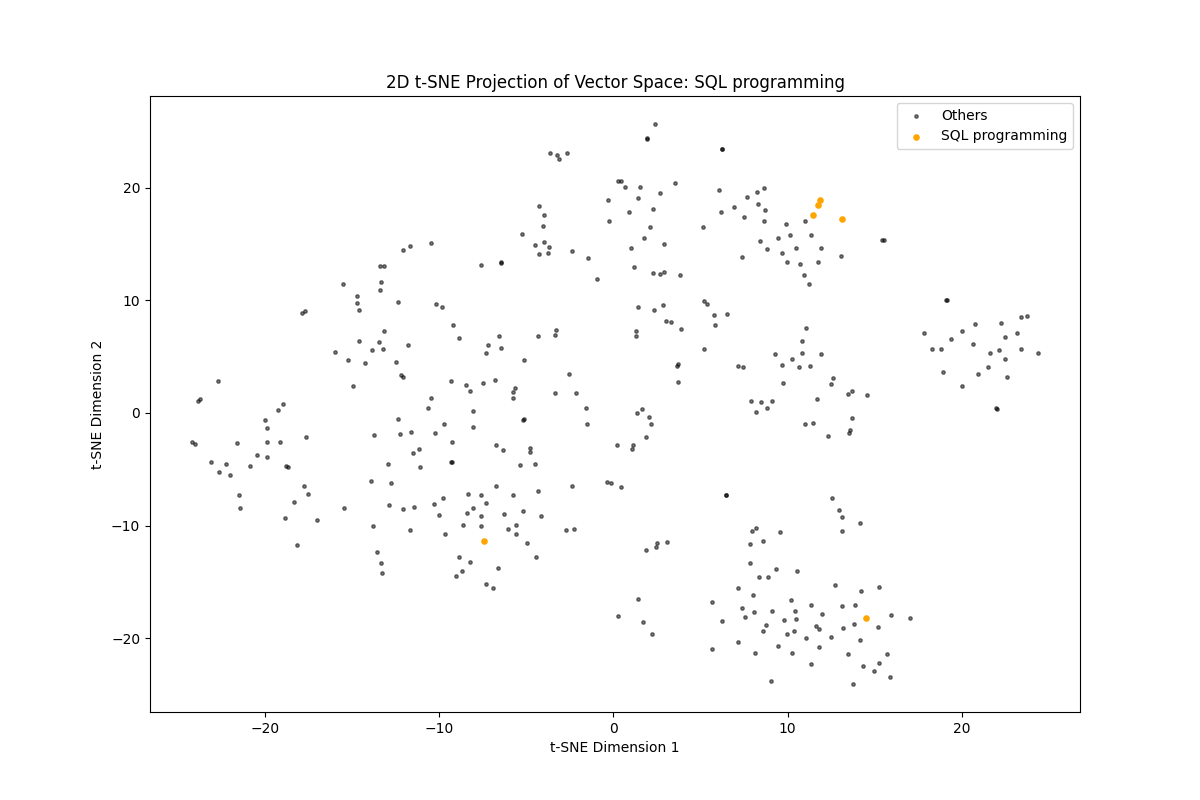 2D t-SNE Projection of Vector Space: SQL programming
Others
SQL programming
20
10
0
−10
−20
t-SNE Dimension 2
−20
−10
0
10
20
t-SNE Dimension 1